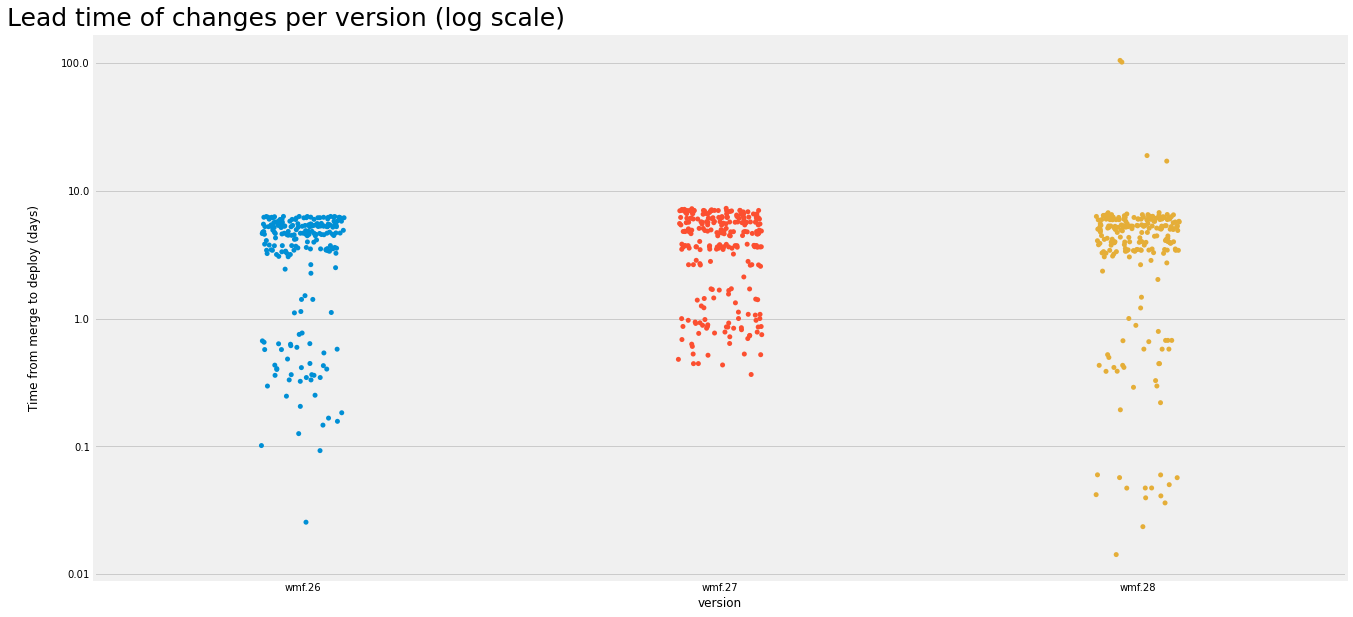 Lead time of changes per version (log scale)
Time from merge to deploy (days)
100.0
10.0
1.0
0.1
0.01
wmf.26
wmf.27
wmf.28
version